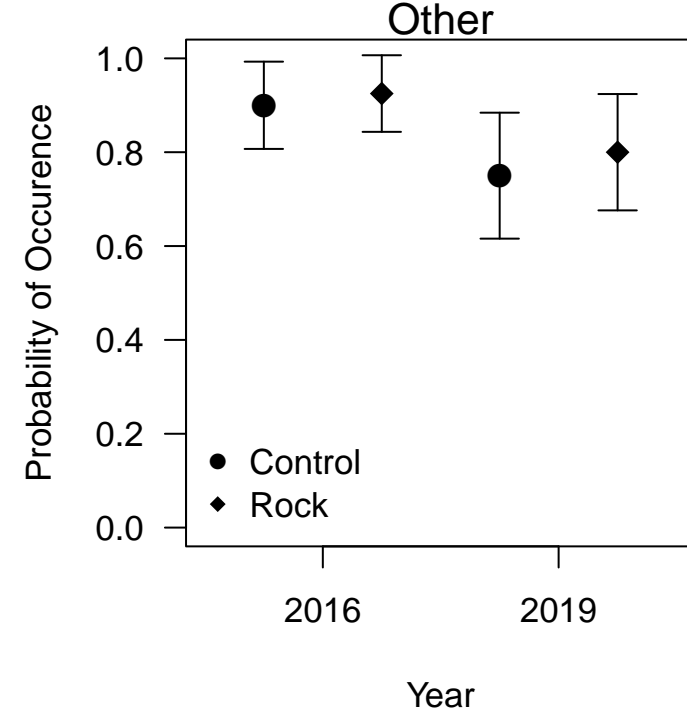 Other
Probability of Occurence
1.0
0.8
0.6
0.4
0.2
0.0
Control
Rock
2016 2019
Year